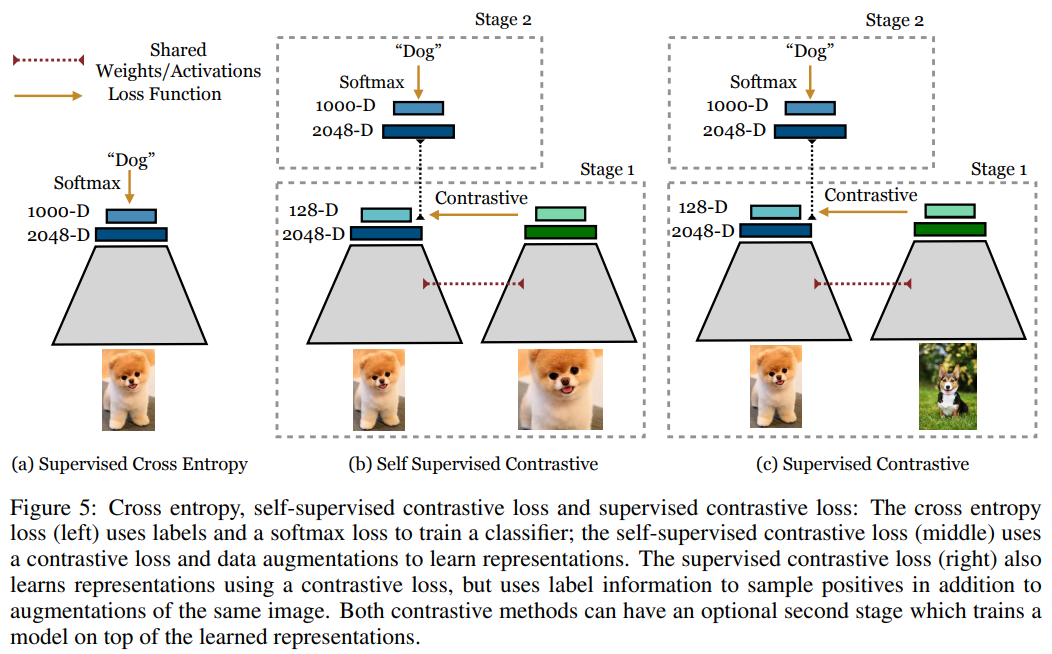 Stage 2
Stage 2
Shared
Weights/Activations
Loss Function
"Dog"
Softmax
1000-D
2048-D
"Dog"
Softmax
1000-D
2048-D
Stage 1
Stage 1
"Dog"
Softmax
1000-D
2048-D
Contrastive
128-D
2048-D
Contrastive
128-D
2048-D
(a) Supervised Cross Entropy
(b) Self Supervised Contrastive
(c) Supervised Contrastive
Figure 5: Cross entropy, self-supervised contrastive loss and supervised contrastive loss: The cross entropy
loss (left) uses labels and a softmax loss to train a classifier; the self-supervised contrastive loss (middle) uses
a contrastive loss and data augmentations to learn representations. The supervised contrastive loss (right) also
learns representations using a contrastive loss, but uses label information to sample positives in addition to
augmentations of the same image. Both contrastive methods can have an optional second stage which trains a
model on top of the learned representations.